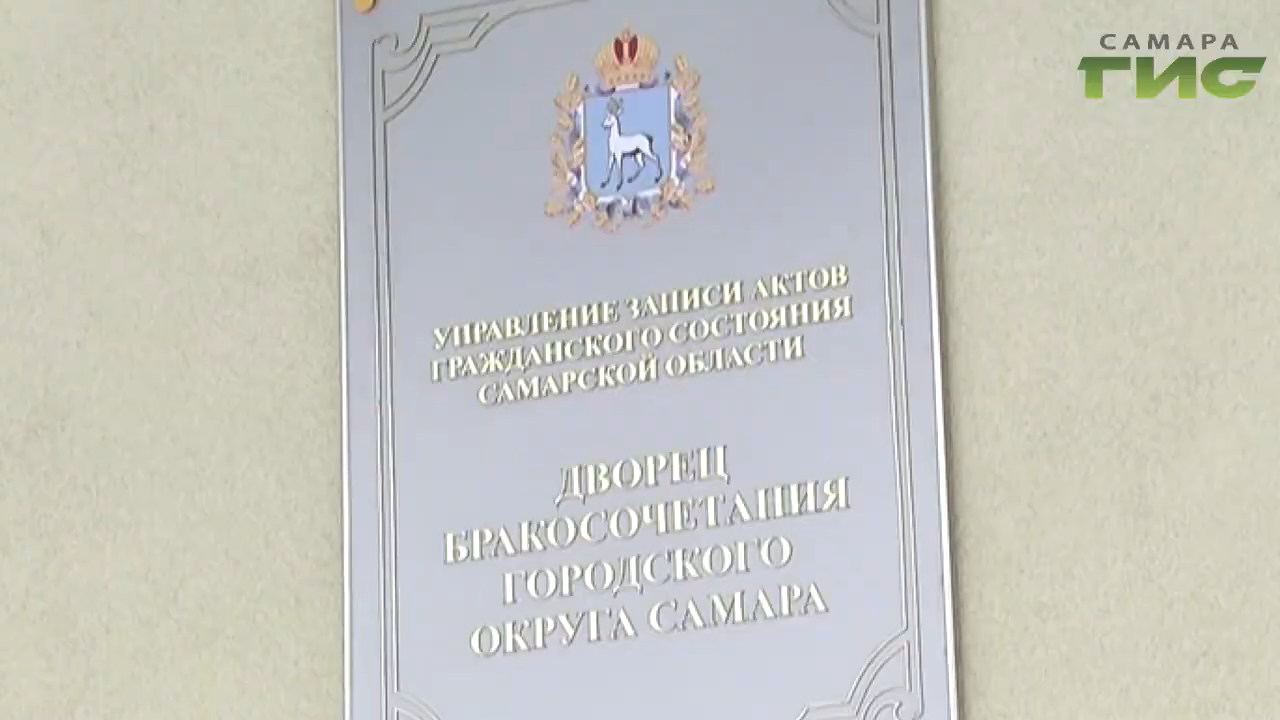 САМАРА
ГИС
УПРАВЛЕНИЕ ЗАПИСИ АКТОВ
ГРАЖДАНСКОГО СОСТОЯНИЯ
САМАРСКОЙ ОБЛАСТИ
ДВОРЕЦ
БРАКОСОЧЕТАНИЯ
ГОРОДСКОГО
ОКРУГА САМАРА